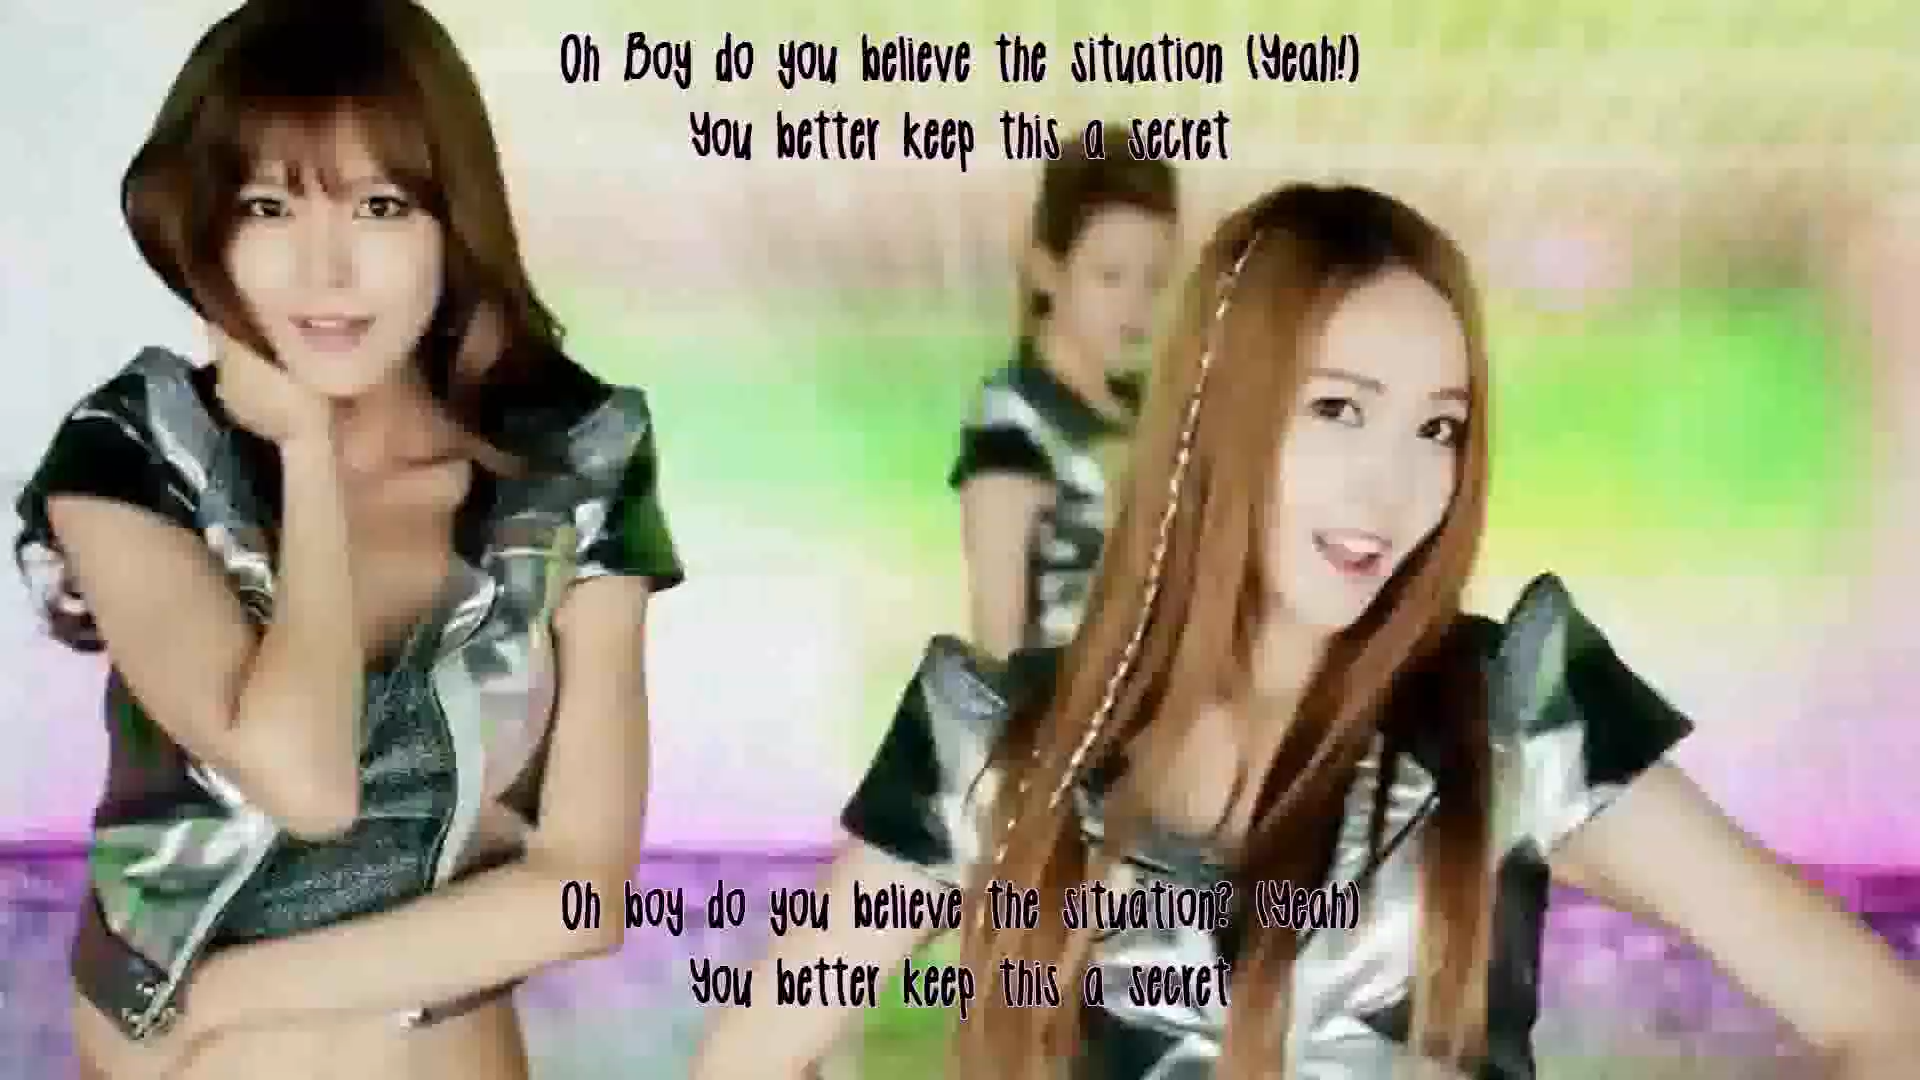 Oh Boy do you believe the situation (Yeah!)
You better keep this a secret
Oh boy do you believe the situation? (Yeah)
You better keep this a secret